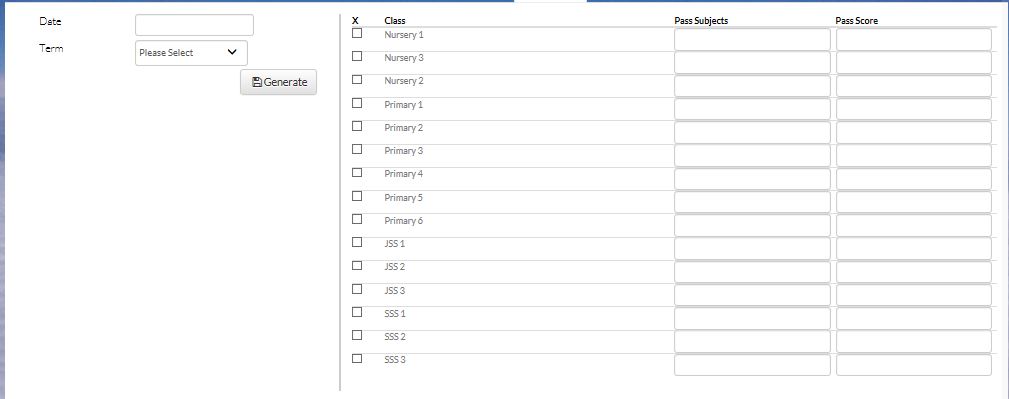 Date
Term
Please Select
Generate
X Class Pass Subjects Pass Score
Nursery 1
Nursery 3
Nursery 2
Primary 1
Primary 2
Primary 3
Primary 4
Primary 5
Primary 6
JSS 1
JSS 2
JSS 3
SSS 1
SSS 2
SSS 3